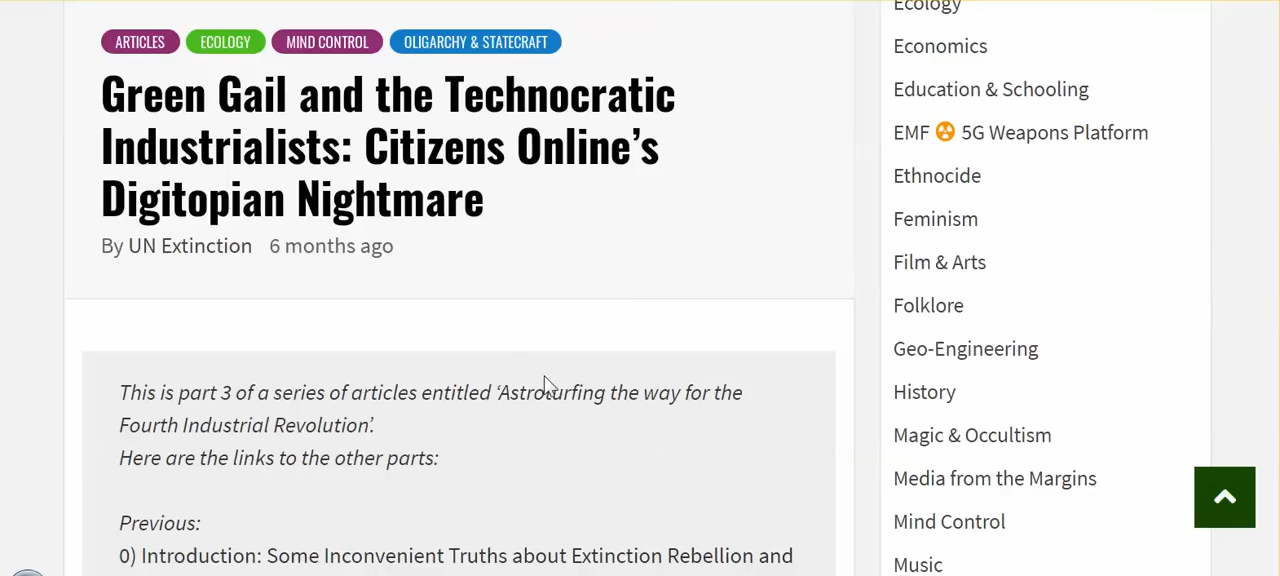 ARTICLES ECOLOGY MIND CONTROL OLIGARCHY & STATECRAFT
Green Gail and the Technocratic
Industrialists: Citizens Online’s
Digitopian Nightmare
By UN Extinction 6 months ago
This is part 3 of a series of articles entitled ‘Astroturfing the way for the
Fourth Industrial Revolution’.
Here are the links to the other parts:
Previous:
0) Introduction: Some Inconvenient Truths about Extinction Rebellion and
Ecology
Economics
Education & Schooling
EMF ☢ 5G Weapons Platform
Ethnocide
Feminism
Film & Arts
Folklore
Geo-Engineering
History
Magic & Occultism
Media from the Margins
Mind Control
Music